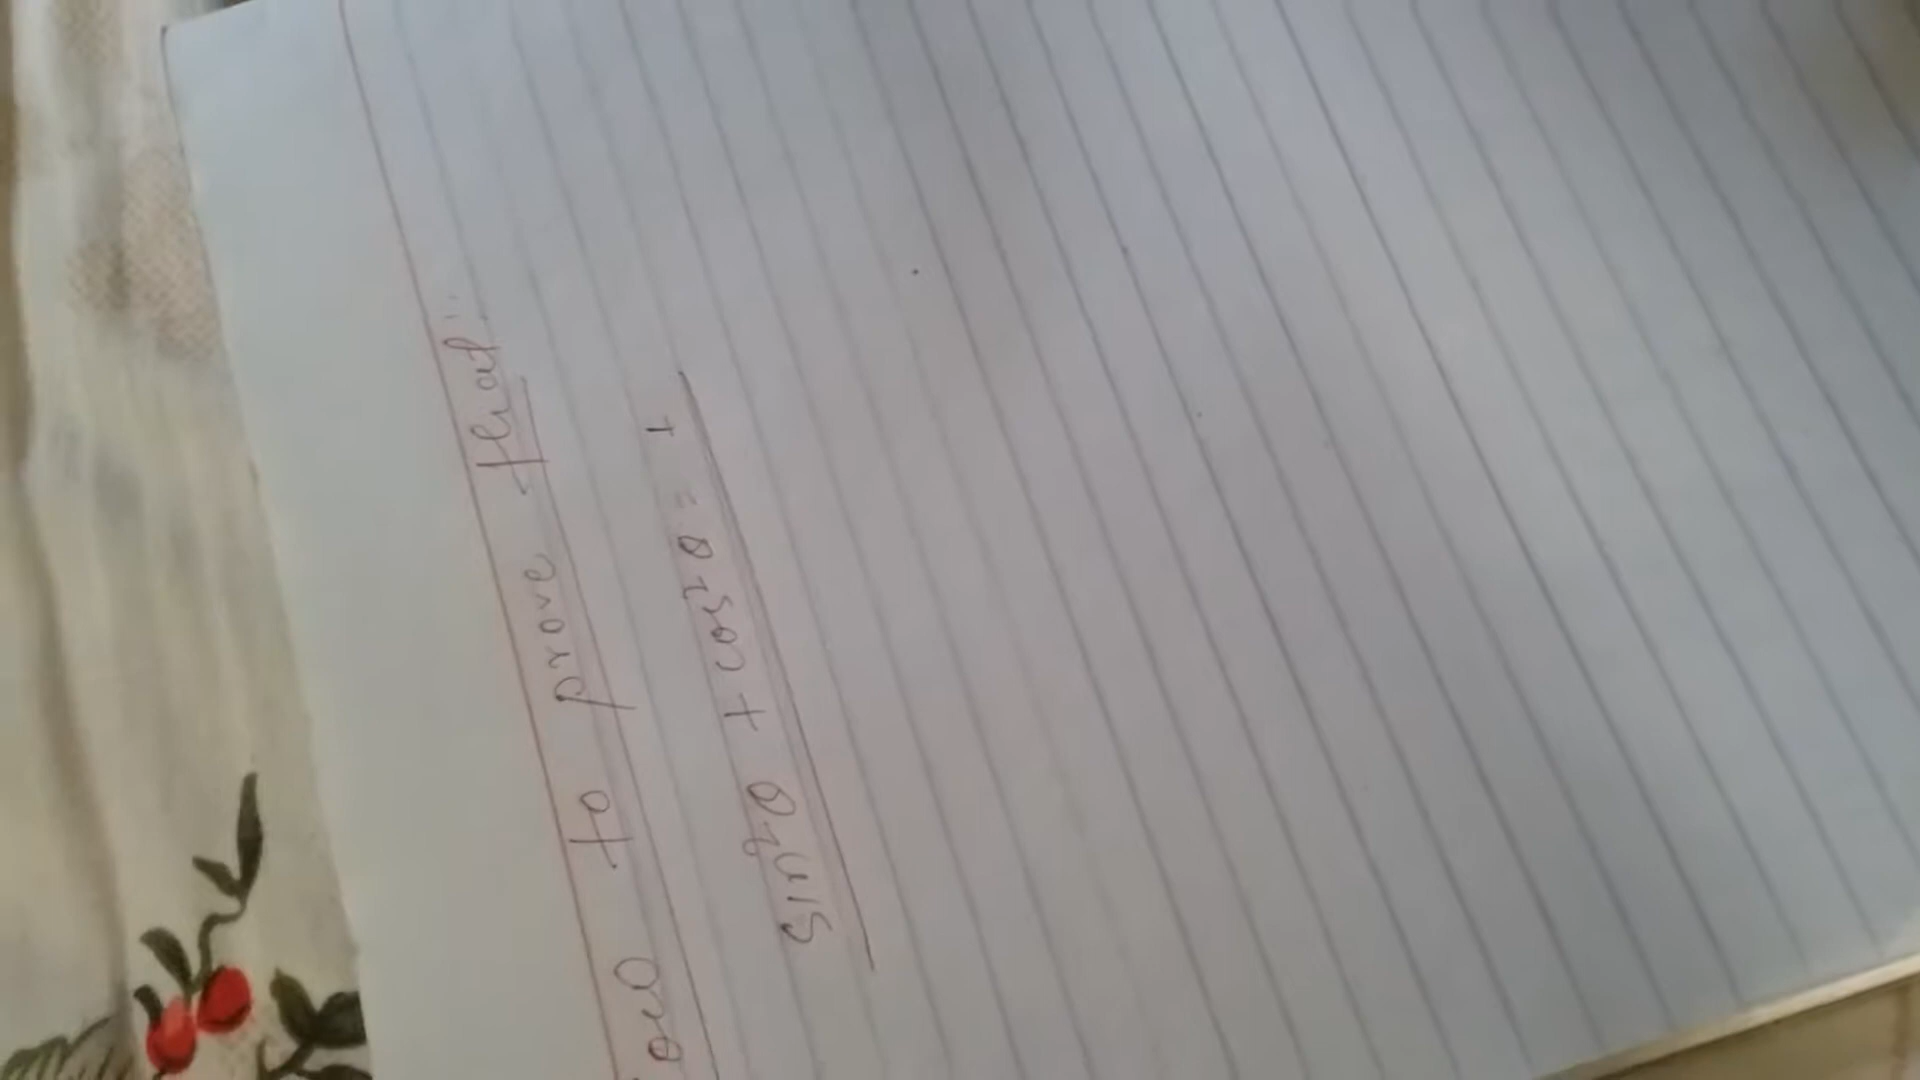 to prove that:
sin²θ + cos²θ = 1